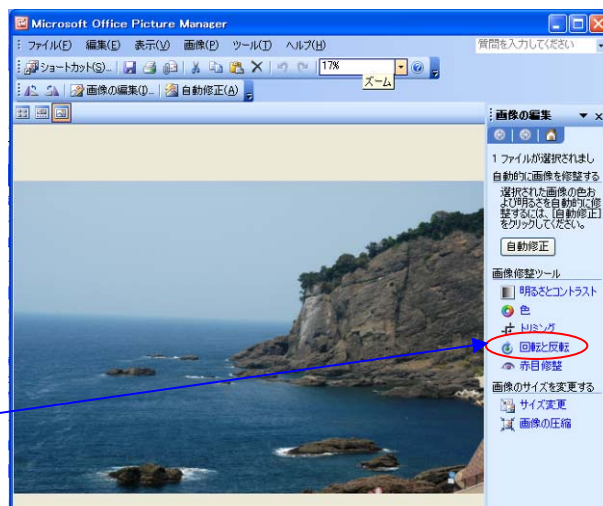 Microsoft Office Picture Manager
ファイル(F) 編集(E) 表示(V) 画像(P) ツール(T) ヘルプ(H) 質問を入力してください
ショートカット(S)... 17%
ズーム
画像の編集(I)... 自動修正(A)
画像の編集
1 ファイルが選択されまし
自動的に画像を修整する
選択された画像の色お
よび明るさを自動的に修
整するには、[自動修正]
をクリックしてください。
自動修正
画像修整ツール
明るさとコントラスト
色
トリミング
回転と反転
赤目修整
画像のサイズを変更する
サイズ変更
画像の圧縮